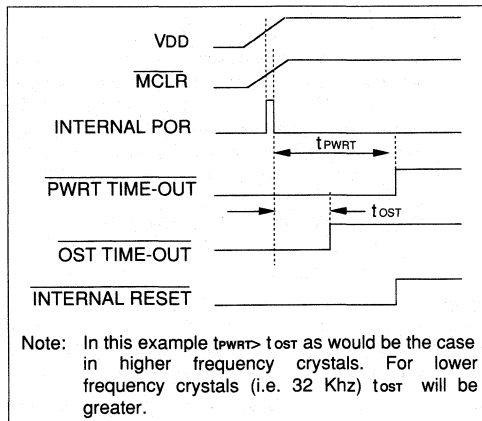 VDD
MCLR
INTERNAL POR
tPWRT
PWRT TIME-OUT
tOST
OST TIME-OUT
INTERNAL RESET
Note: In this example tPWRT> tOST as would be the case
in higher frequency crystals. For lower
frequency crystals (i.e. 32 Khz) tOST will be
greater.